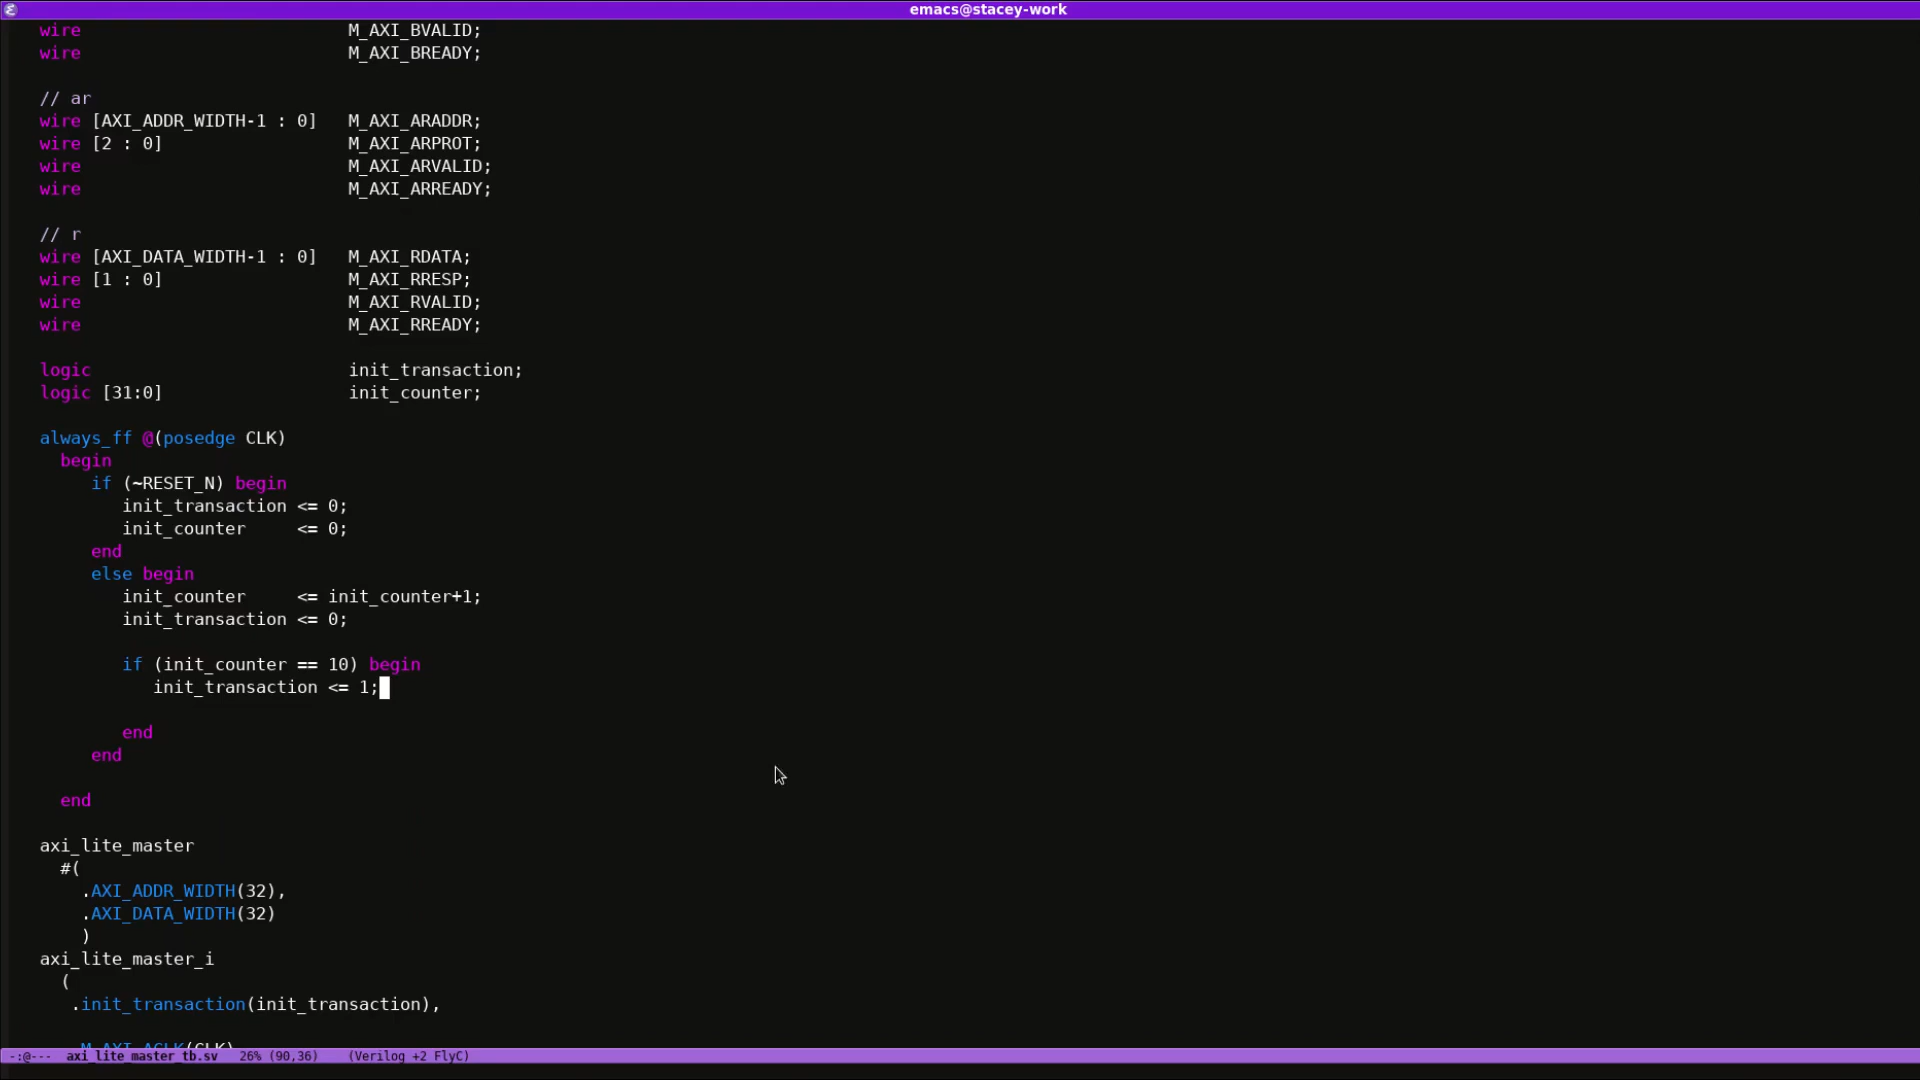 emacs@stacey-work
wire M_AXI_BVALID;
wire M_AXI_BREADY;
// ar
wire [AXI_ADDR_WIDTH-1 : 0] M_AXI_ARADDR;
wire [2 : 0] M_AXI_ARPROT;
wire M_AXI_ARVALID;
wire M_AXI_ARREADY;
// r
wire [AXI_DATA_WIDTH-1 : 0] M_AXI_RDATA;
wire [1 : 0] M_AXI_RRESP;
wire M_AXI_RVALID;
wire M_AXI_RREADY;
logic init_transaction;
logic [31:0] init_counter;
always_ff @(posedge CLK)
begin
if (~RESET_N) begin
init_transaction <= 0;
init_counter <= 0;
end
else begin
init_counter <= init_counter+1;
init_transaction <= 0;
if (init_counter == 10) begin
init_transaction <= 1;
end
end
end
axi_lite_master
#(
.AXI_ADDR_WIDTH(32),
.AXI_DATA_WIDTH(32)
)
axi_lite_master_i
(
.init_transaction(init_transaction),
.M_AXI_ACLK(CLK),
-:@--- axi_lite_master_tb.sv 26% (90,36) (Verilog +2 FlyC)